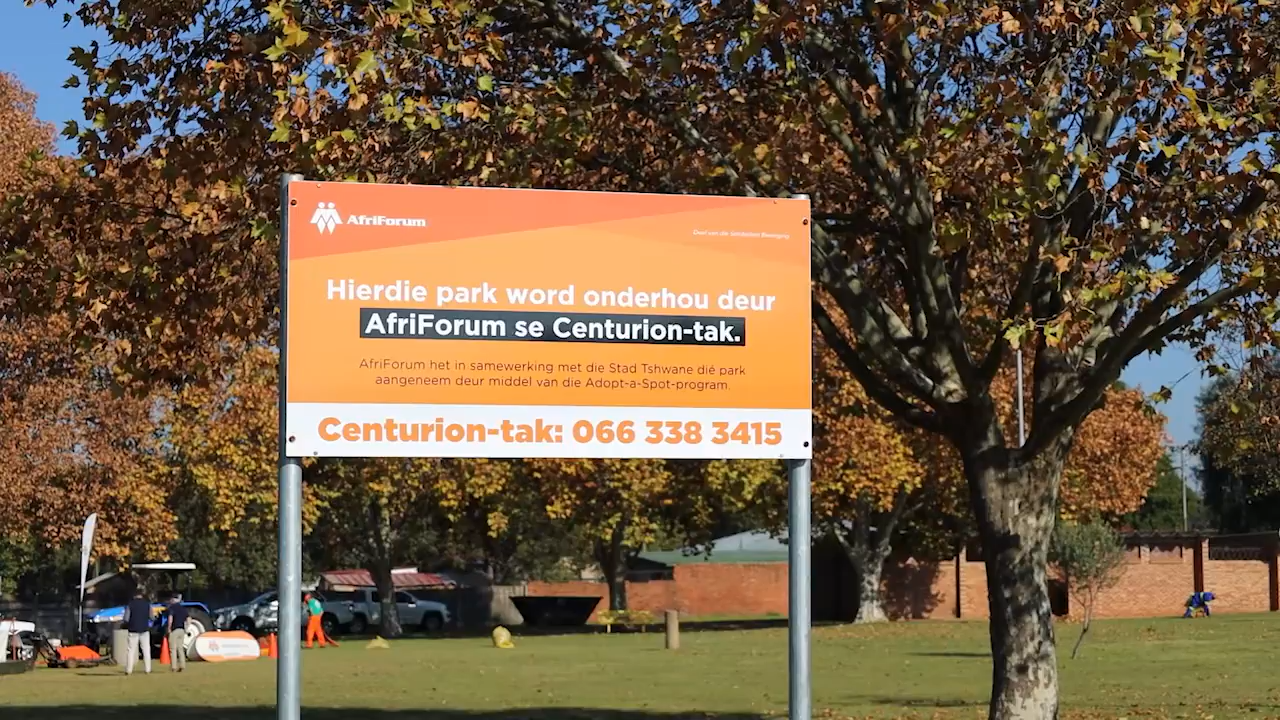 AfriForum
Deel van die Solidariteit Beweging
Hierdie park word onderhou deur
AfriForum se Centurion-tak.
AfriForum het in samewerking met die Stad Tshwane dié park
aangeneem deur middel van die Adopt-a-Spot-program.
Centurion-tak: 066 338 3415